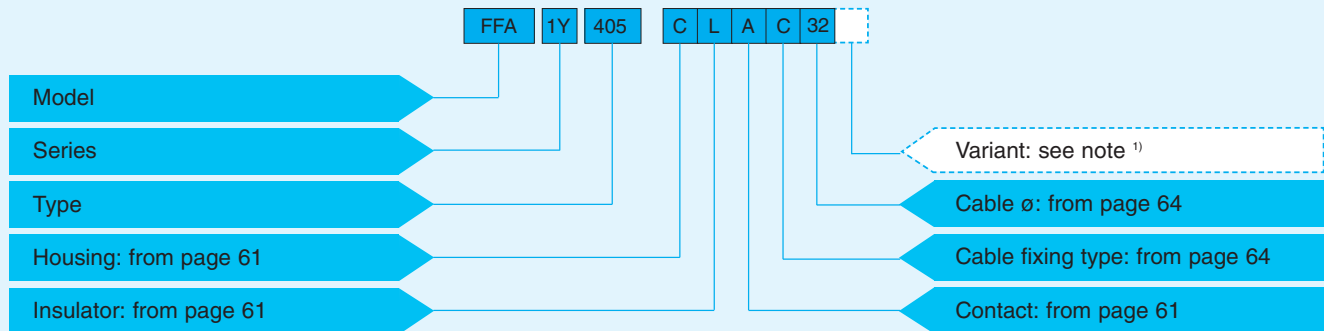 FFA 1Y 405 C L A C 32
Model
Series
Variant: see note ¹⁾
Type
Cable ø: from page 64
Housing: from page 61
Cable fixing type: from page 64
Insulator: from page 61
Contact: from page 61